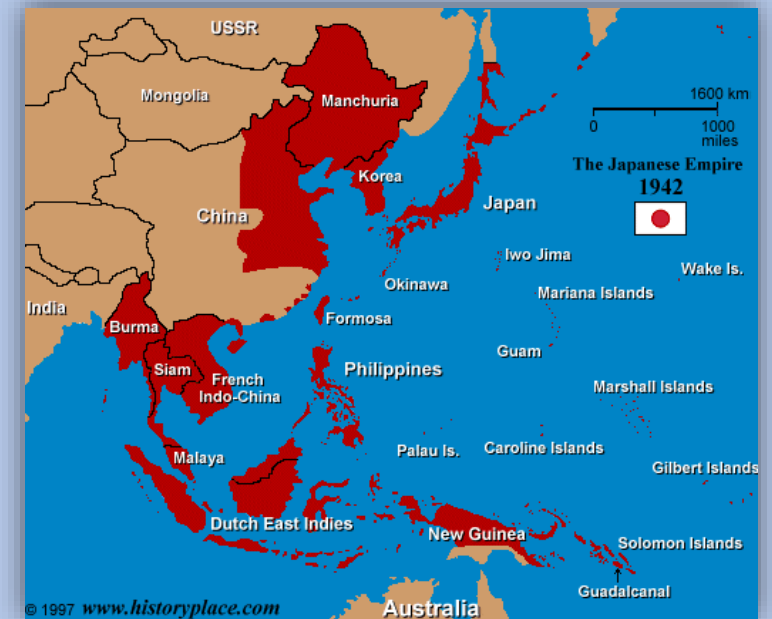 USSR
1600 km
Mongolia
Manchuria
0
1000
miles
The Japanese Empire
1942
Korea
Japan
China
Iwo Jima
Wake Is.
Okinawa
Mariana Islands
India
Burma
Formosa
Guam
Siam
Philippines
French
Indo-China
Marshall Islands
Palau Is.
Caroline Islands
Malaya
Gilbert Islands
Dutch East Indies
New Guinea
Solomon Islands
Guadalcanal
© 1997 www.historyplace.com
Australia